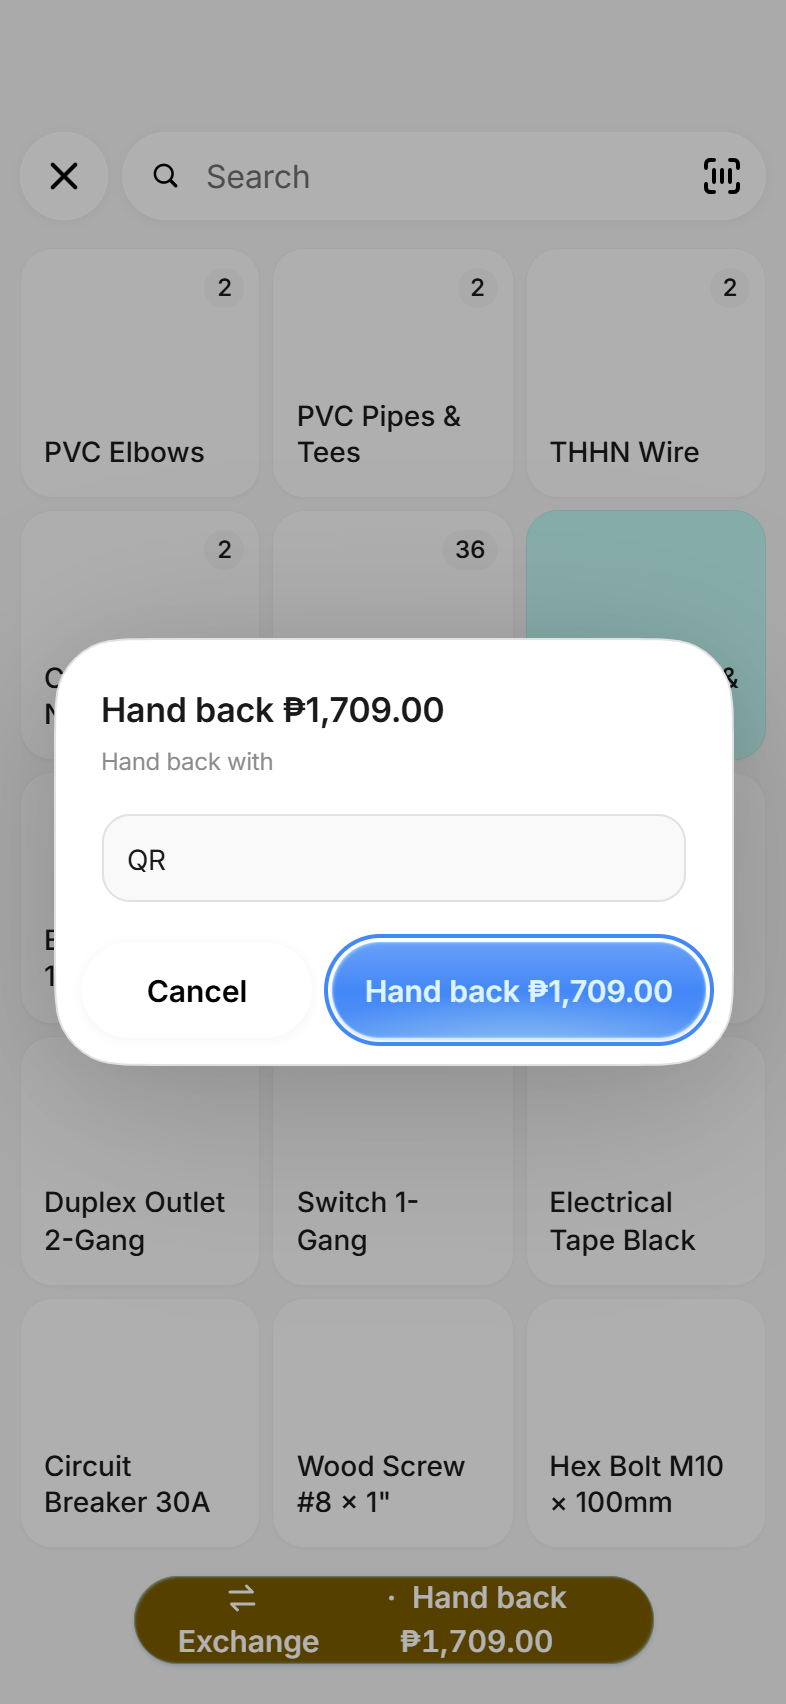 Search
2
2
2
PVC Elbows
PVC Pipes &
Tees
THHN Wire
2
36
&
Hand back ₱1,709.00
Hand back with
QR
Cancel
Hand back ₱1,709.00
Duplex Outlet
2-Gang
Switch 1-
Gang
Electrical
Tape Black
Circuit
Breaker 30A
Wood Screw
#8 × 1"
Hex Bolt M10
× 100mm
Exchange
· Hand back
₱1,709.00